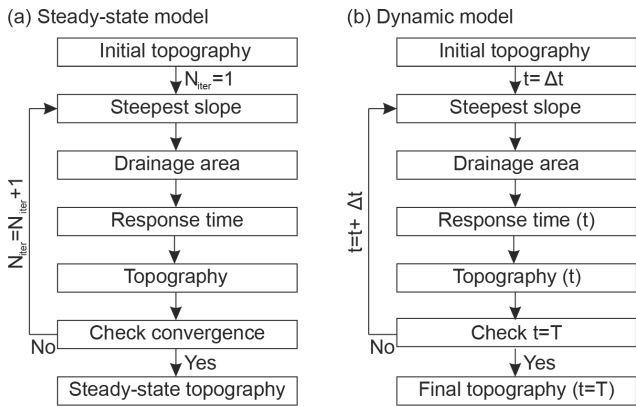 (a) Steady-state model
Initial topography
N_iter=1
Steepest slope
Drainage area
Response time
Topography
Check convergence
N_iter=N_iter+1
No
Yes
Steady-state topography
(b) Dynamic model
Initial topography
t= Δt
Steepest slope
Drainage area
Response time (t)
Topography (t)
Check t=T
t=t+ Δt
No
Yes
Final topography (t=T)